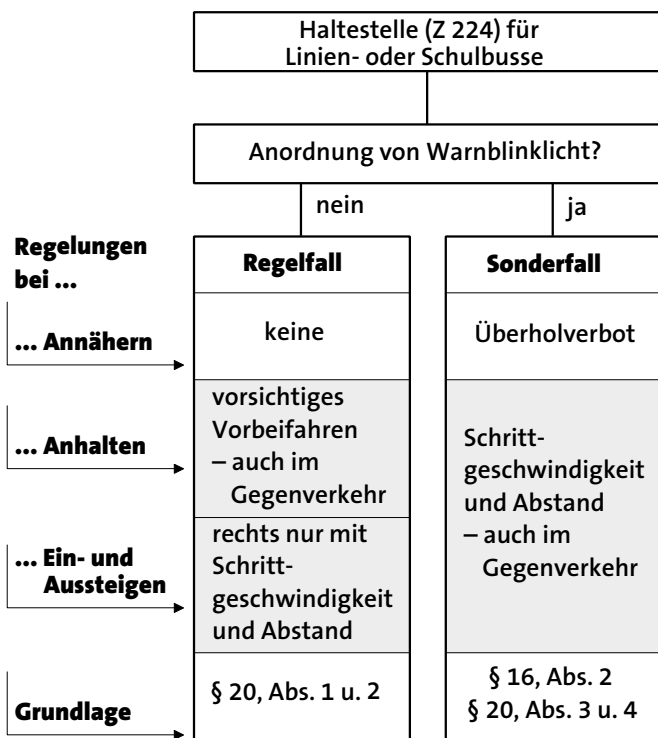 Haltestelle (Z 224) für
Linien- oder Schulbusse
Anordnung von Warnblinklicht?
nein
ja
Regelungen
bei ...
Regelfall
Sonderfall
... Annähern
keine
Überholverbot
... Anhalten
vorsichtiges
Vorbeifahren
– auch im
Gegenverkehr
Schritt-
geschwindigkeit
und Abstand
– auch im
Gegenverkehr
... Ein- und
Aussteigen
rechts nur mit
Schritt-
geschwindigkeit
und Abstand
Grundlage
§ 20, Abs. 1 u. 2
§ 16, Abs. 2
§ 20, Abs. 3 u. 4